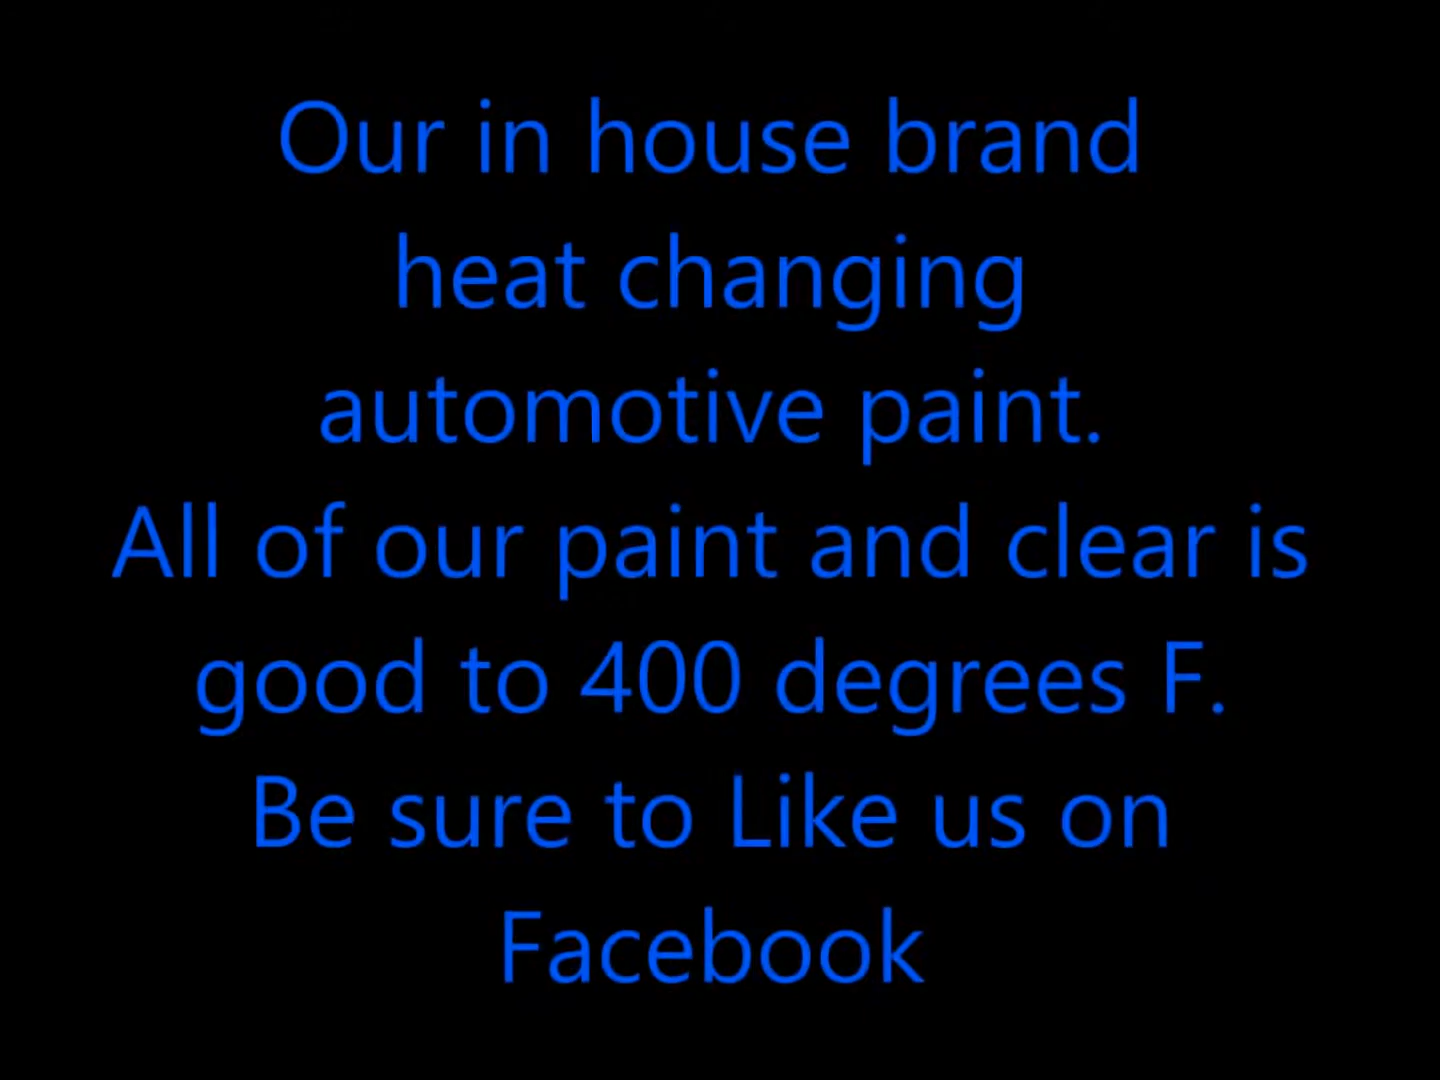 Our in house brand
heat changing
automotive paint.
All of our paint and clear is
good to 400 degrees F.
Be sure to Like us on
Facebook